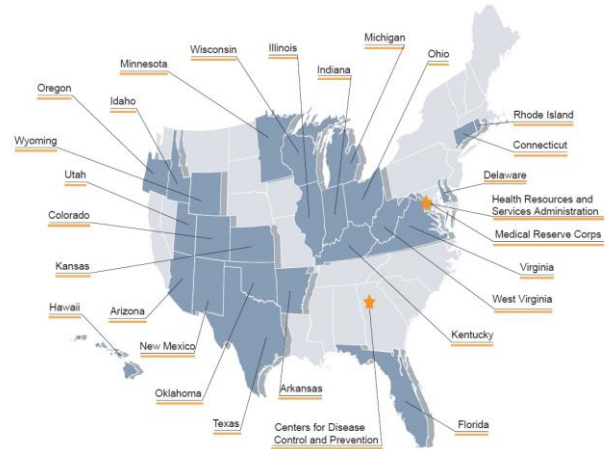 Michigan
Illinois
Wisconsin
Ohio
Minnesota
Indiana
Oregon
Idaho
Rhode Island
Wyoming
Connecticut
Utah
Delaware
Health Resources and
Services Administration
Colorado
Medical Reserve Corps
Kansas
Virginia
West Virginia
Hawaii
Arizona
Kentucky
New Mexico
Oklahoma
Arkansas
Texas
Centers for Disease
Control and Prevention
Florida